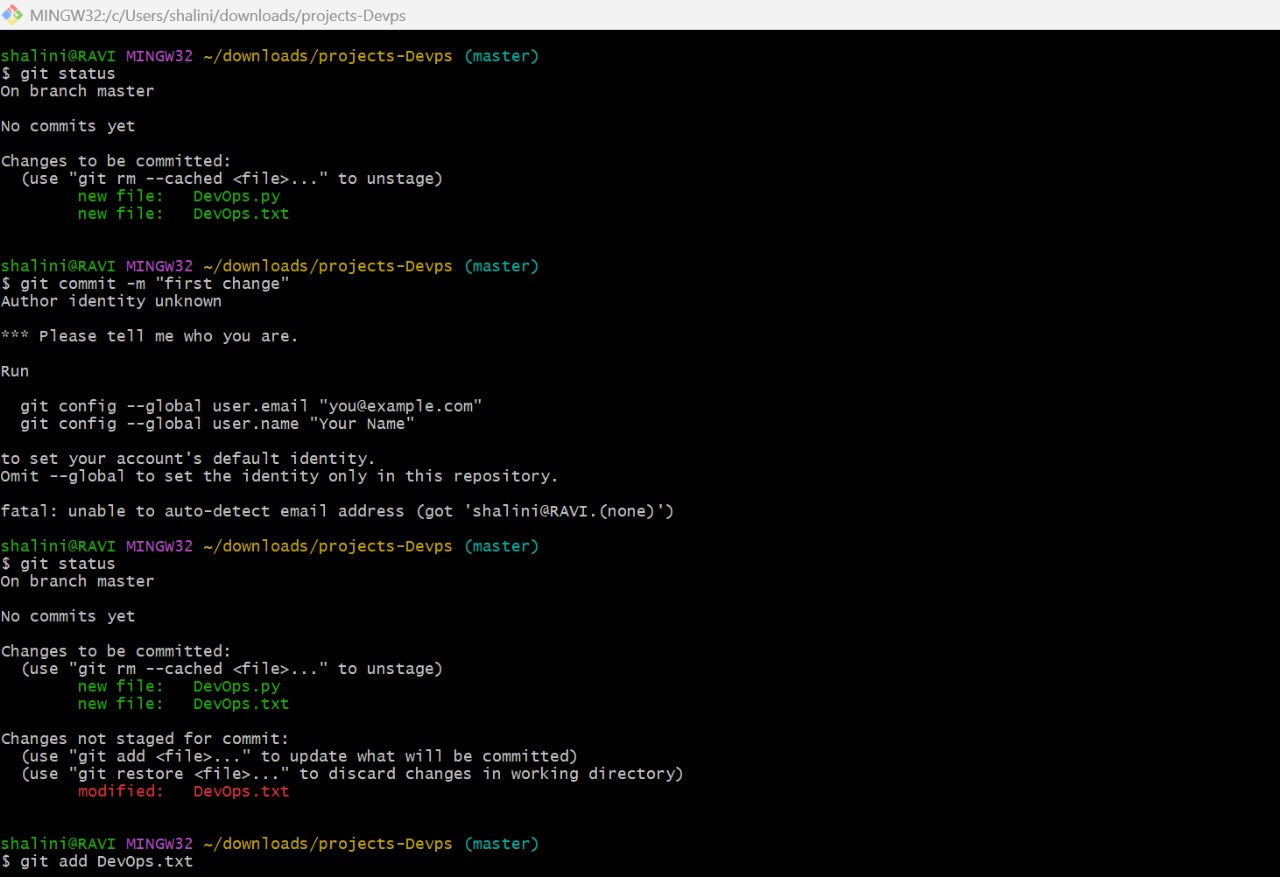 MINGW32:/c/Users/shalini/downloads/projects-Devps
shalini@RAVI MINGW32 ~/downloads/projects-Devps (master)
$ git status
On branch master
No commits yet
Changes to be committed:
  (use "git rm --cached <file>..." to unstage)
        new file:   DevOps.py
        new file:   DevOps.txt
shalini@RAVI MINGW32 ~/downloads/projects-Devps (master)
$ git commit -m "first change"
Author identity unknown
*** Please tell me who you are.
Run
  git config --global user.email "you@example.com"
  git config --global user.name "Your Name"
to set your account's default identity.
Omit --global to set the identity only in this repository.
fatal: unable to auto-detect email address (got 'shalini@RAVI.(none)')
shalini@RAVI MINGW32 ~/downloads/projects-Devps (master)
$ git status
On branch master
No commits yet
Changes to be committed:
  (use "git rm --cached <file>..." to unstage)
        new file:   DevOps.py
        new file:   DevOps.txt
Changes not staged for commit:
  (use "git add <file>..." to update what will be committed)
  (use "git restore <file>..." to discard changes in working directory)
        modified:   DevOps.txt
shalini@RAVI MINGW32 ~/downloads/projects-Devps (master)
$ git add DevOps.txt